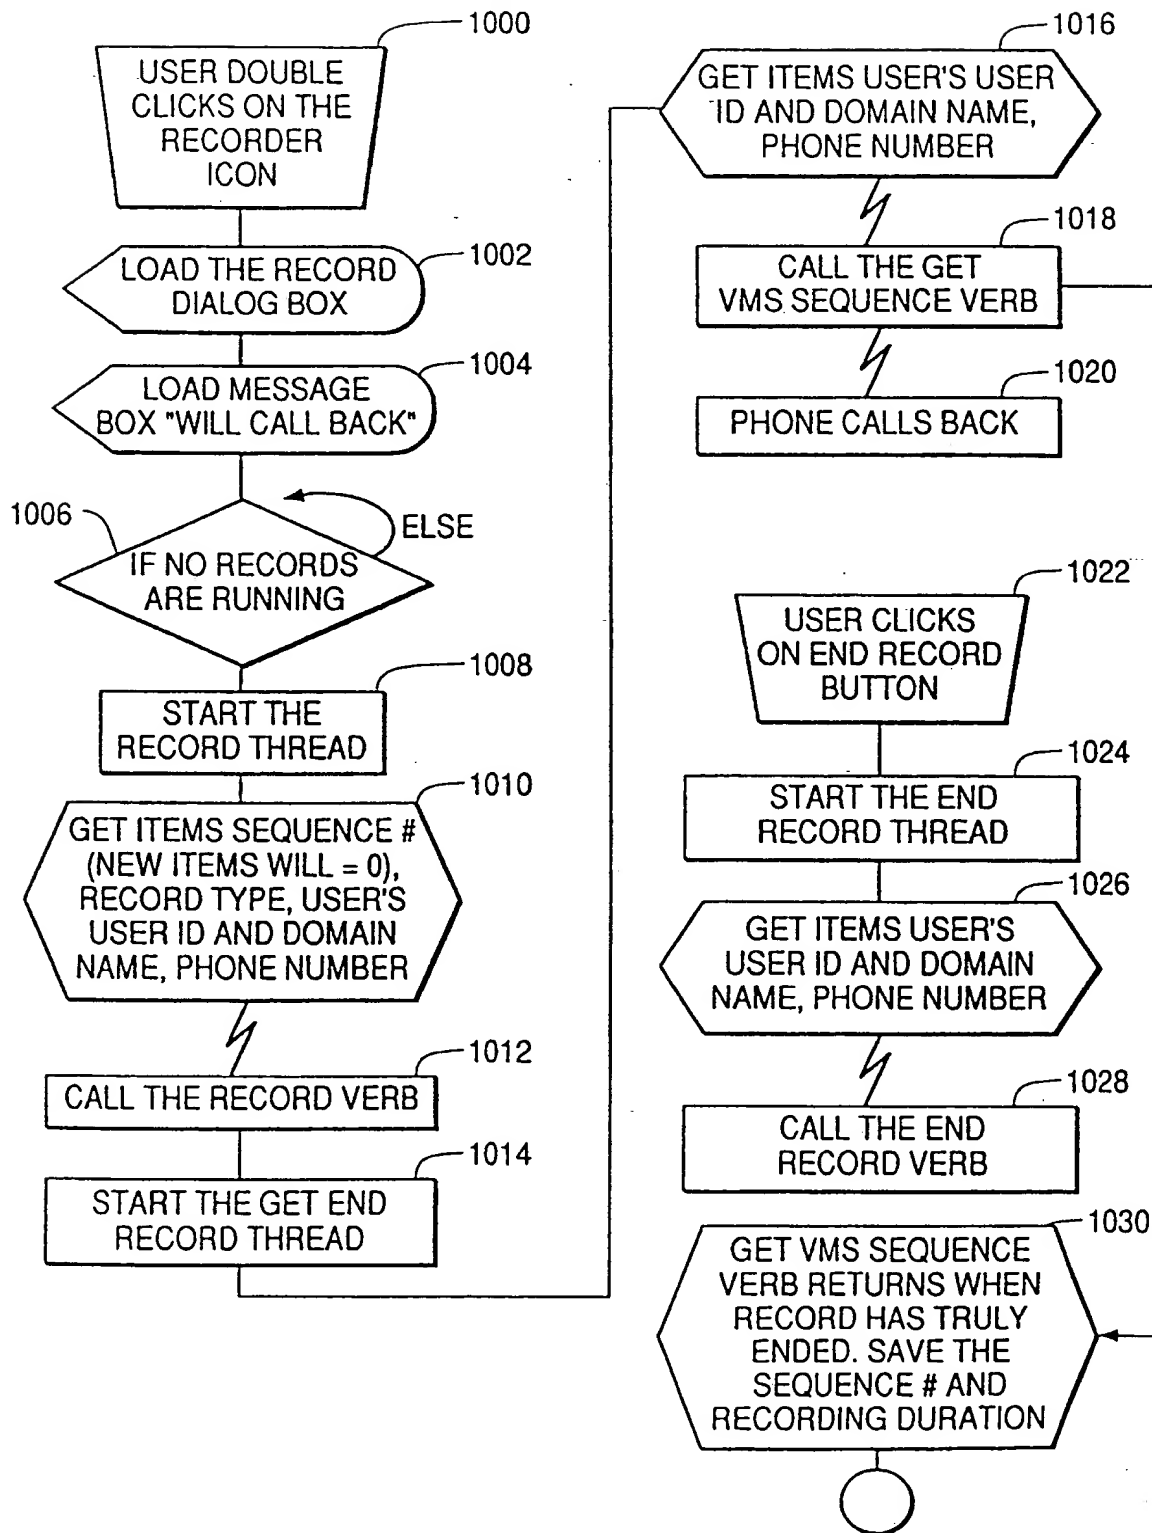 1000
USER DOUBLE
CLICKS ON THE
RECORDER
ICON
1002
LOAD THE RECORD
DIALOG BOX
1004
LOAD MESSAGE
BOX "WILL CALL BACK"
1006
ELSE
IF NO RECORDS
ARE RUNNING
1008
START THE
RECORD THREAD
1010
GET ITEMS SEQUENCE #
(NEW ITEMS WILL = 0),
RECORD TYPE, USER'S
USER ID AND DOMAIN
NAME, PHONE NUMBER
1012
CALL THE RECORD VERB
1014
START THE GET END
RECORD THREAD
1016
GET ITEMS USER'S USER
ID AND DOMAIN NAME,
PHONE NUMBER
1018
CALL THE GET
VMS SEQUENCE VERB
1020
PHONE CALLS BACK
1022
USER CLICKS
ON END RECORD
BUTTON
1024
START THE END
RECORD THREAD
1026
GET ITEMS USER'S
USER ID AND DOMAIN
NAME, PHONE NUMBER
1028
CALL THE END
RECORD VERB
1030
GET VMS SEQUENCE
VERB RETURNS WHEN
RECORD HAS TRULY
ENDED. SAVE THE
SEQUENCE # AND
RECORDING DURATION